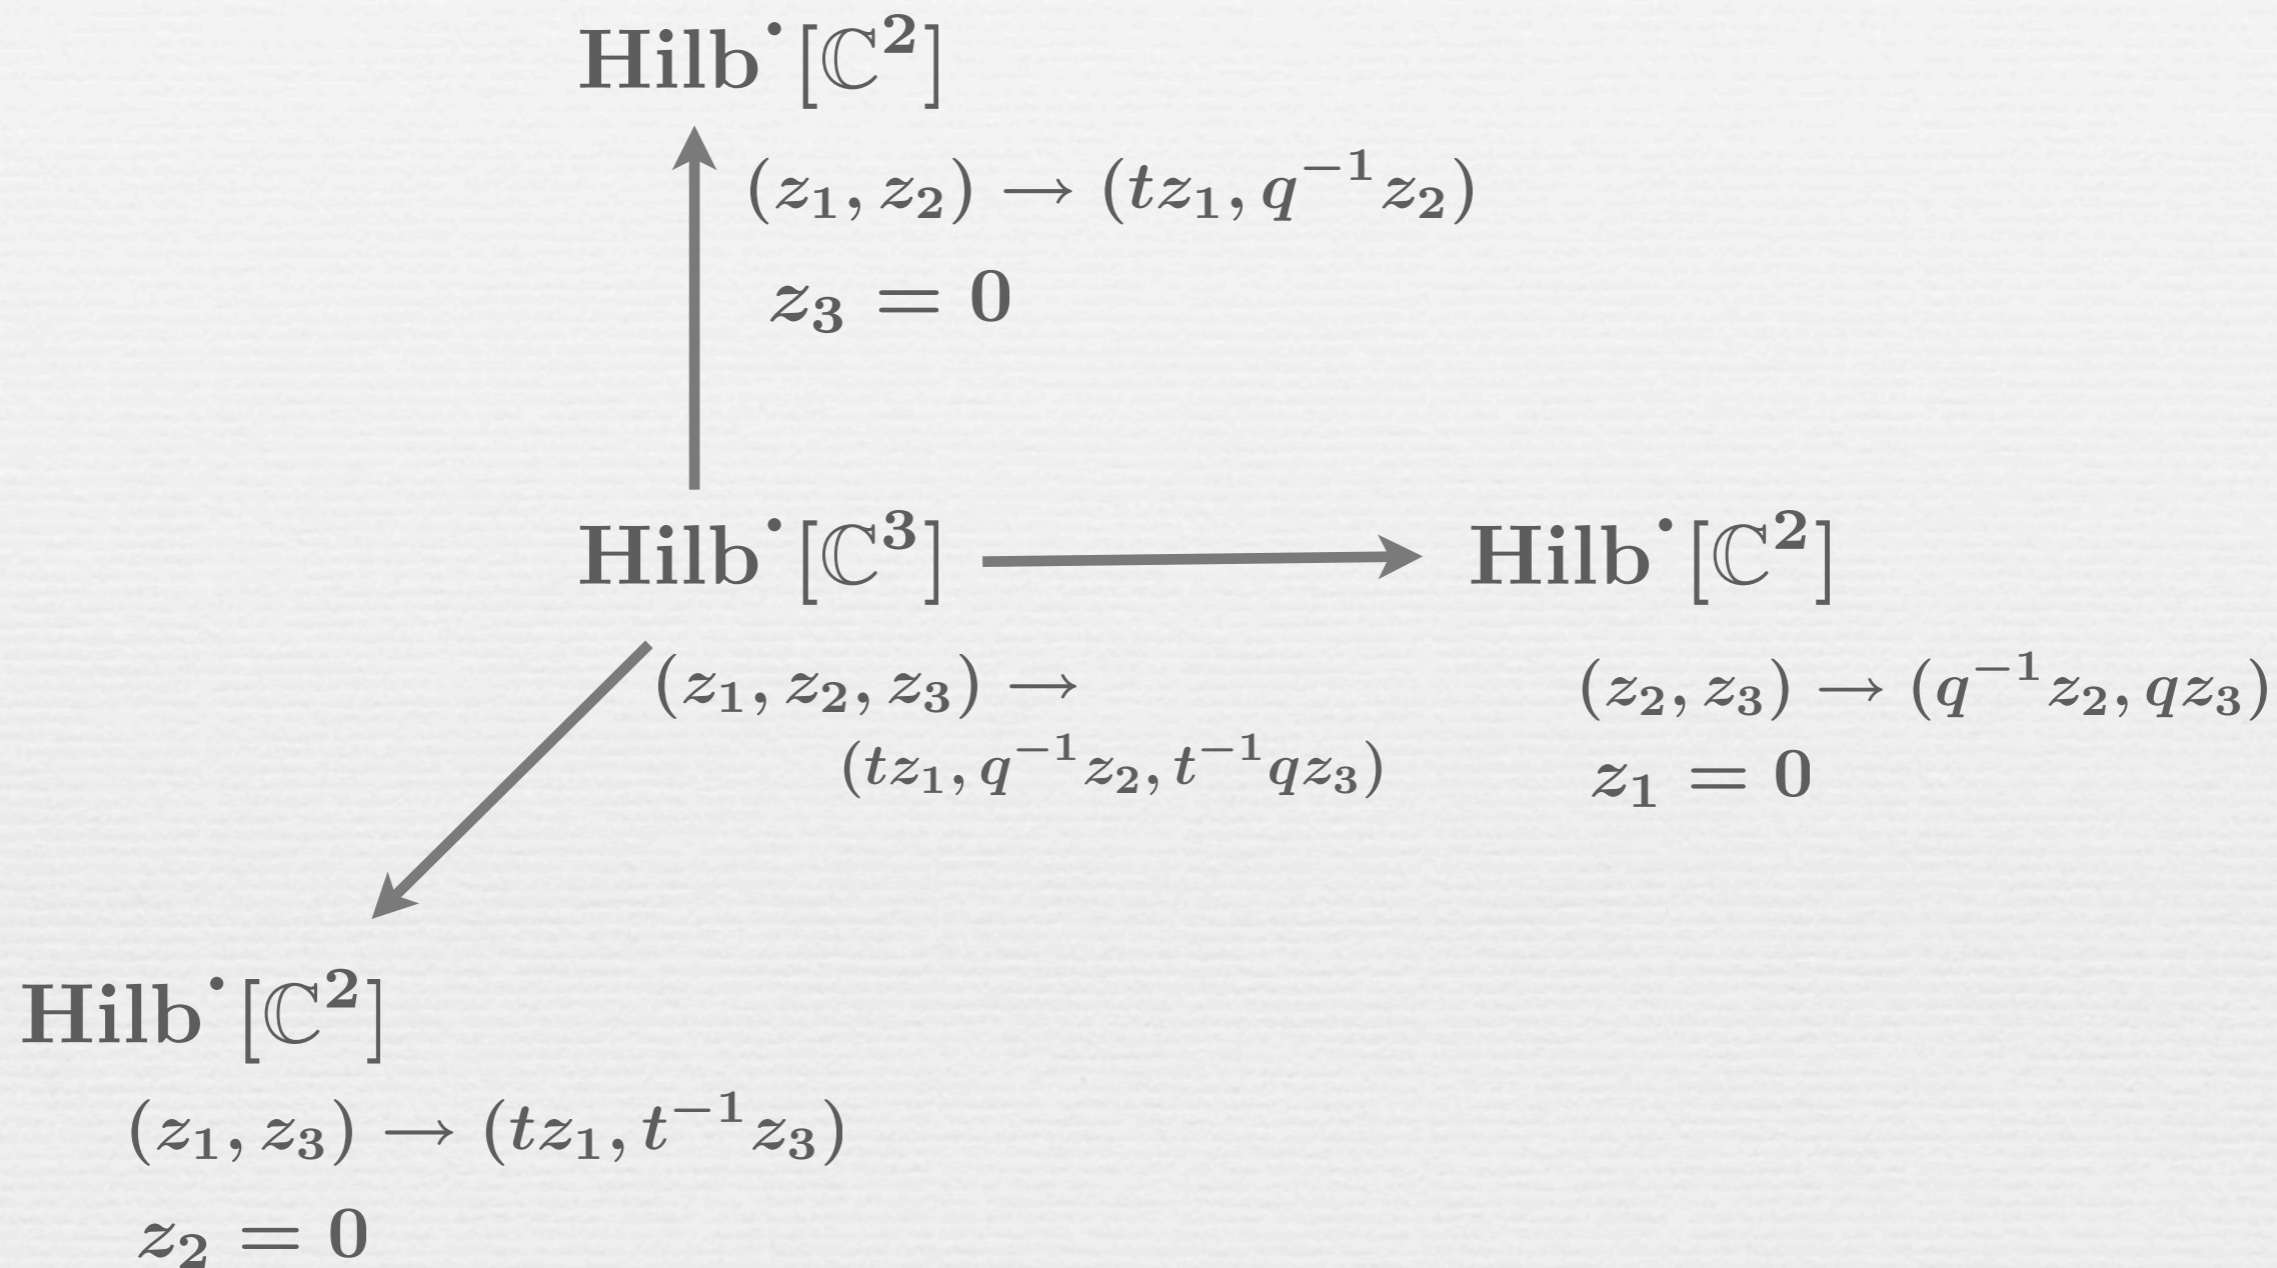 Hilb˙[ℂ²]
(z₁, z₂) → (tz₁, q⁻¹z₂)
z₃ = 0
Hilb˙[ℂ³]
Hilb˙[ℂ²]
(z₁, z₂, z₃) →
(tz₁, q⁻¹z₂, t⁻¹qz₃)
(z₂, z₃) → (q⁻¹z₂, qz₃)
z₁ = 0
Hilb˙[ℂ²]
(z₁, z₃) → (tz₁, t⁻¹z₃)
z₂ = 0